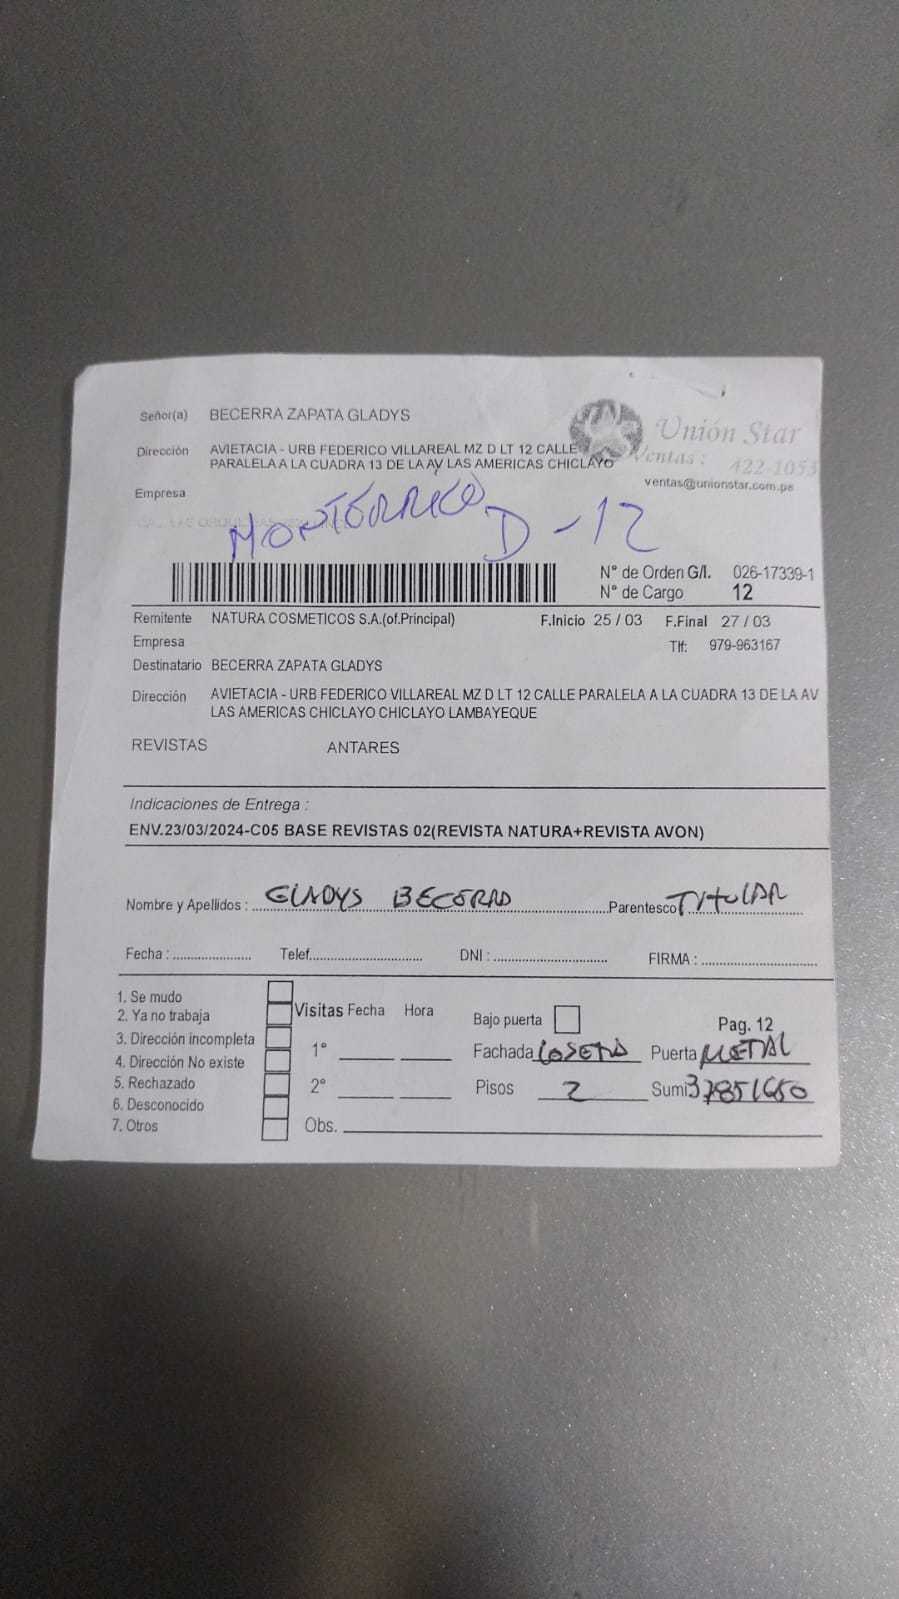 Señor(a) BECERRA ZAPATA GLADYS
Unión Star
Dirección AVIETACIA - URB FEDERICO VILLAREAL MZ D LT 12 CALLE
PARALELA A LA CUADRA 13 DE LA AV LAS AMERICAS CHICLAYO
Ventas : 422-1053
ventas@unionstar.com.pe
Empresa
MONTERRICO D-12
N° de Orden G/I. 026-17339-1
N° de Cargo 12
Remitente NATURA COSMETICOS S.A.(of.Principal) F.Inicio 25 / 03 F.Final 27 / 03
Empresa Tlf: 979-963167
Destinatario BECERRA ZAPATA GLADYS
Dirección AVIETACIA - URB FEDERICO VILLAREAL MZ D LT 12 CALLE PARALELA A LA CUADRA 13 DE LA AV
LAS AMERICAS CHICLAYO CHICLAYO LAMBAYEQUE
REVISTAS ANTARES
Indicaciones de Entrega :
ENV.23/03/2024-C05 BASE REVISTAS 02(REVISTA NATURA+REVISTA AVON)
Nombre y Apellidos : GLADYS BECERRA Parentesco TITULAR
Fecha : Telef. DNI : FIRMA :
1. Se mudo
2. Ya no trabaja
3. Dirección incompleta
4. Dirección No existe
5. Rechazado
6. Desconocido
7. Otros
Visitas Fecha Hora
1°
2°
Obs.
Bajo puerta Pag. 12
Fachada LOSETA Puerta METAL
Pisos 2 Sumi